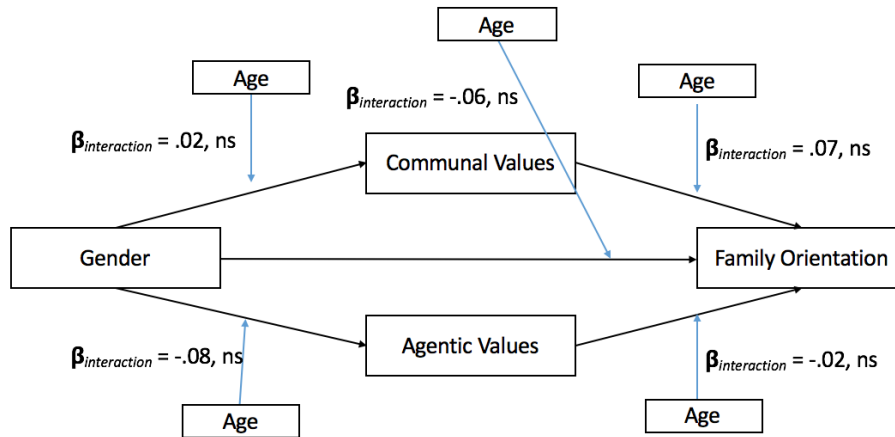 Age
Age
Age
βinteraction = -.06, ns
βinteraction = .02, ns
βinteraction = .07, ns
Communal Values
Gender
Family Orientation
Agentic Values
βinteraction = -.08, ns
βinteraction = -.02, ns
Age
Age